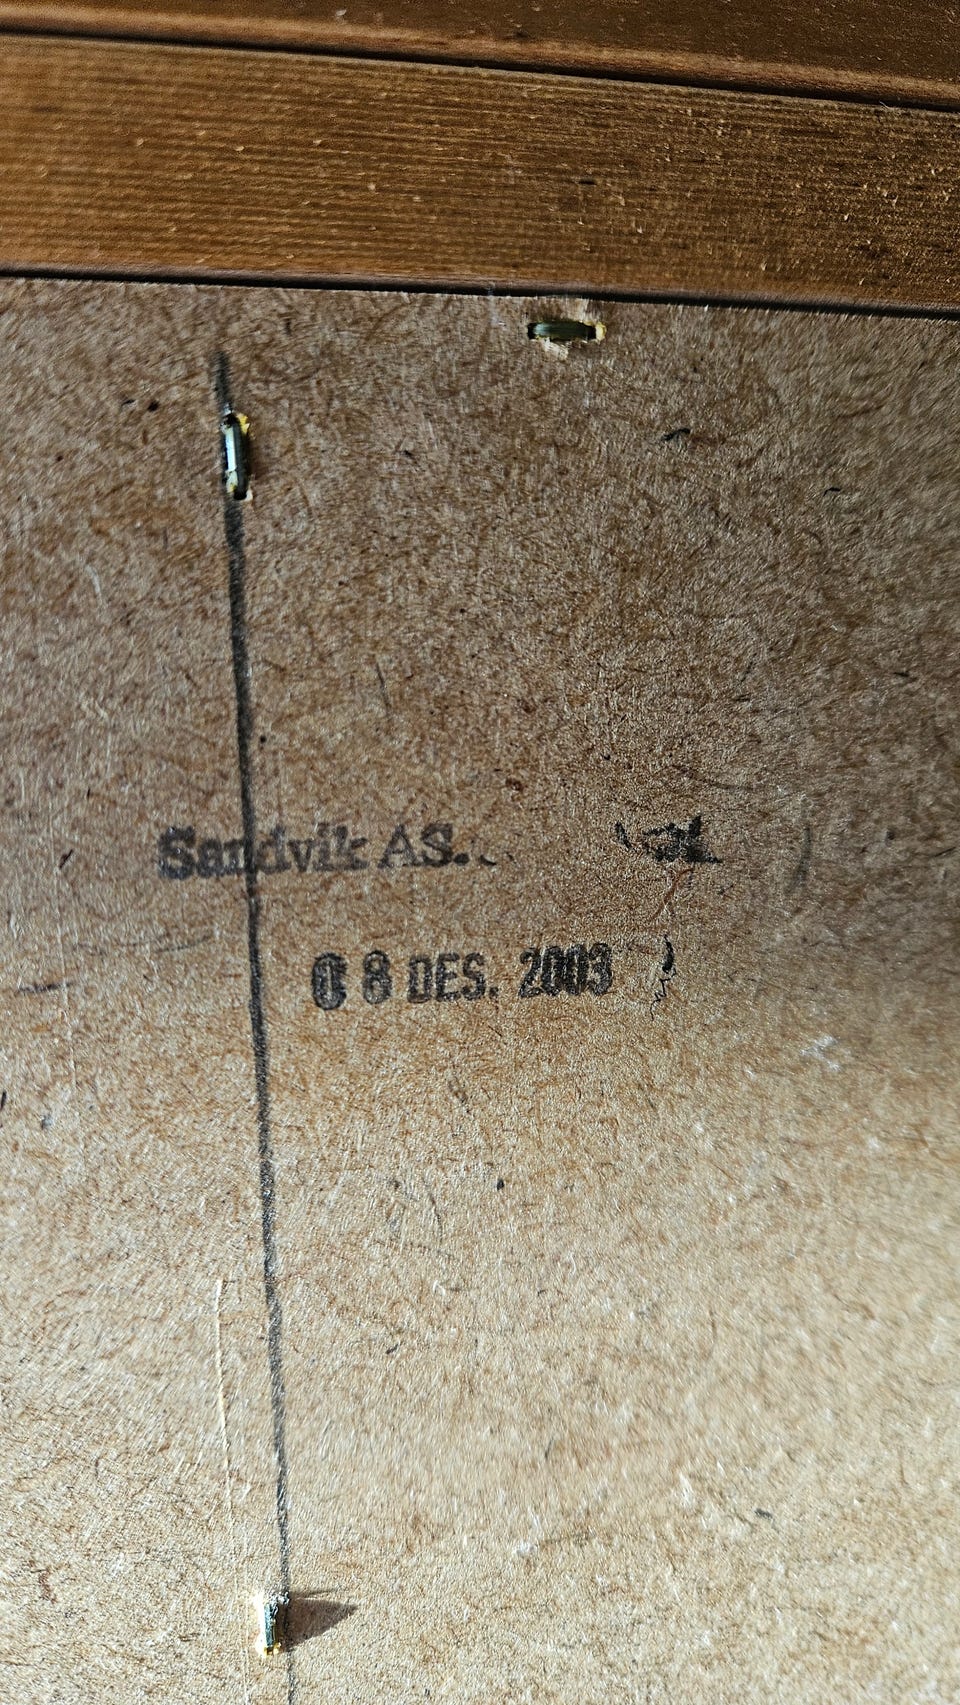 Sandvik AS.
08 DES. 2003